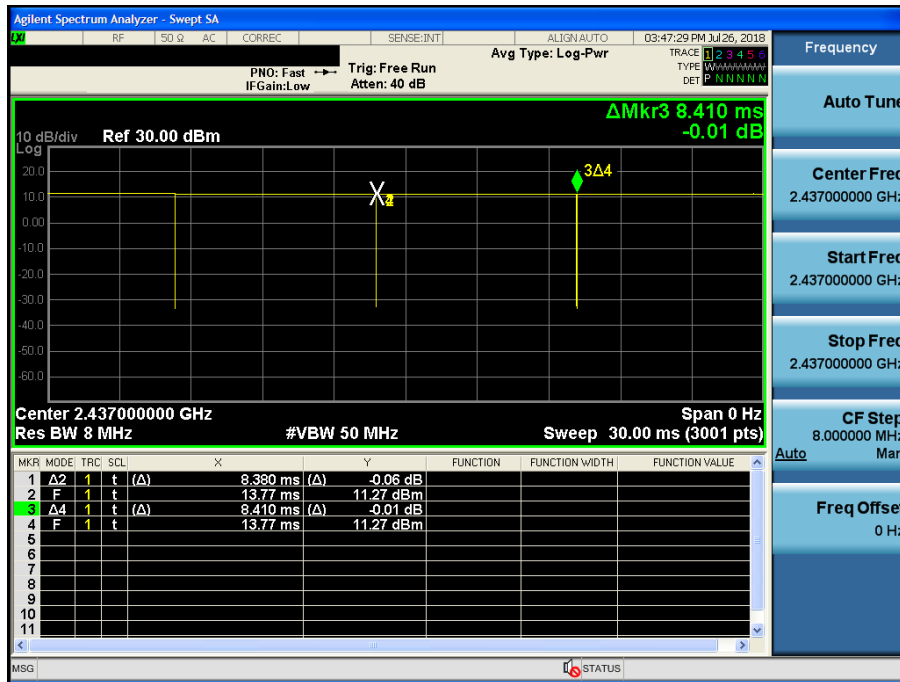 Agilent Spectrum Analyzer - Swept SA
LXI RF 50 Ω AC CORREC SENSE:INT ALIGN AUTO 03:47:29 PM Jul 26, 2018
Frequency
Avg Type: Log-Pwr
TRACE 1 2 3 4 5 6
PNO: Fast Trig: Free Run
TYPE WWWWWW
IFGain:Low Atten: 40 dB
DET P N N N N N
Auto Tune
ΔMkr3 8.410 ms
-0.01 dB
10 dB/div Ref 30.00 dBm
Log
20.0
10.0
0.00
-10.0
-20.0
-30.0
-40.0
-50.0
-60.0
3Δ4
X
Center Freq
2.437000000 GHz
Start Freq
2.437000000 GHz
Stop Freq
2.437000000 GHz
Center 2.437000000 GHz Span 0 Hz
Res BW 8 MHz #VBW 50 MHz Sweep 30.00 ms (3001 pts)
CF Step
8.000000 MHz
Auto Man
MKR MODE TRC SCL X Y FUNCTION FUNCTION WIDTH FUNCTION VALUE
1 Δ2 1 t (Δ) 8.380 ms (Δ) -0.06 dB
2 F 1 t 13.77 ms 11.27 dBm
3 Δ4 1 t (Δ) 8.410 ms (Δ) -0.01 dB
4 F 1 t 13.77 ms 11.27 dBm
5
6
7
8
9
10
11
Freq Offset
0 Hz
MSG STATUS